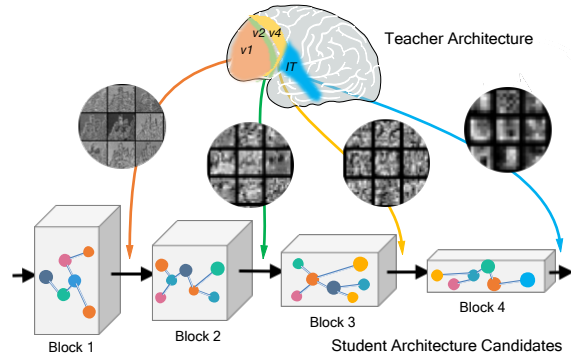 v2 v4
v1
IT
Teacher Architecture
Block 1
Block 2
Block 3
Block 4
Student Architecture Candidates